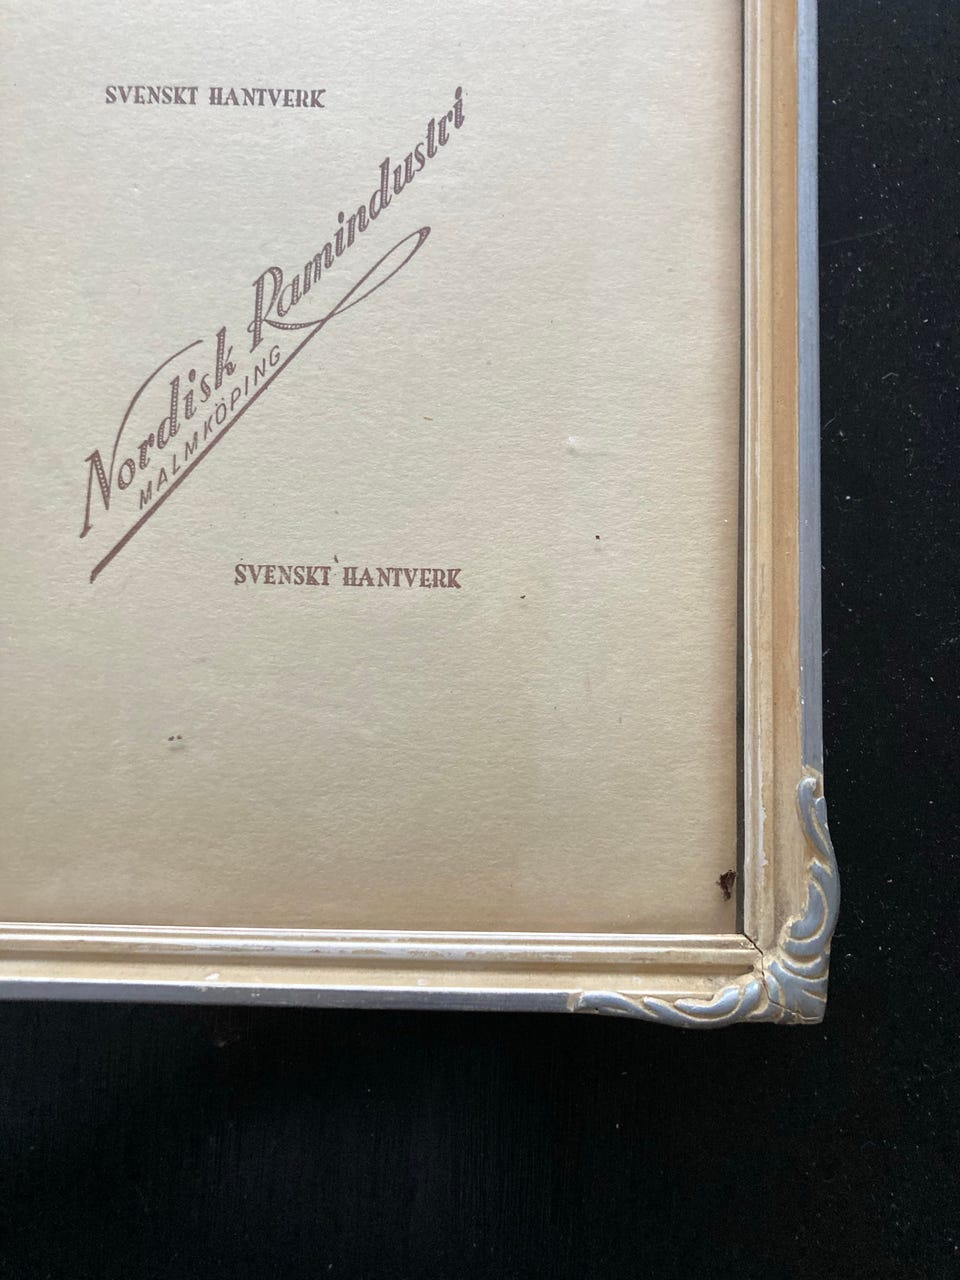 SVENSKT HANTVERK
Nordisk Ramindustri
MALMKÖPING
SVENSKT HANTVERK